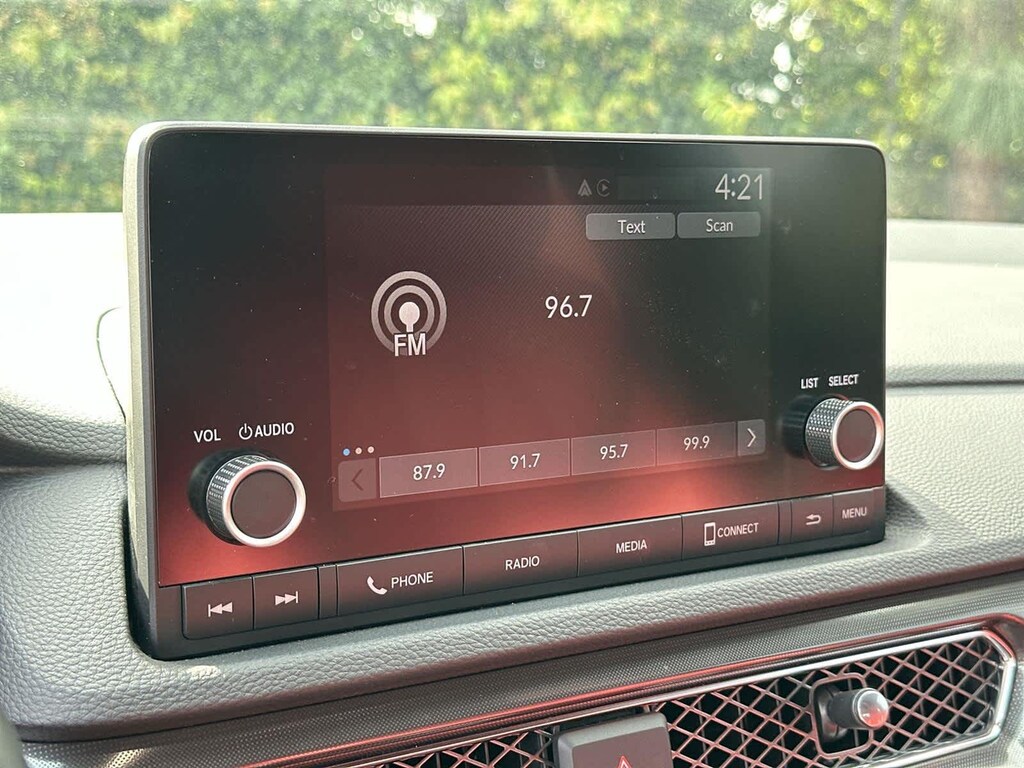 4:21
Text Scan
96.7
FM
LIST SELECT
VOL AUDIO
87.9 91.7 95.7 99.9
PHONE RADIO MEDIA CONNECT MENU